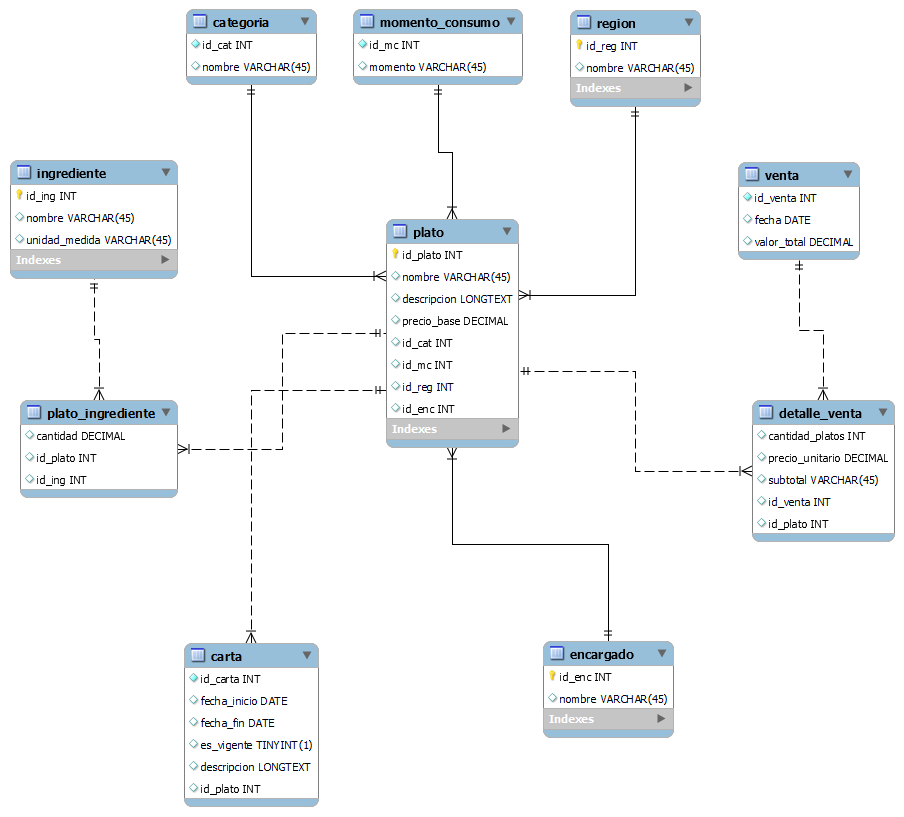 categoria
id_cat INT
nombre VARCHAR(45)
momento_consumo
id_mc INT
momento VARCHAR(45)
region
id_reg INT
nombre VARCHAR(45)
Indexes
ingrediente
id_ing INT
nombre VARCHAR(45)
unidad_medida VARCHAR(45)
Indexes
venta
id_venta INT
fecha DATE
valor_total DECIMAL
plato
id_plato INT
nombre VARCHAR(45)
descripcion LONGTEXT
precio_base DECIMAL
id_cat INT
id_mc INT
id_reg INT
id_enc INT
Indexes
plato_ingrediente
cantidad DECIMAL
id_plato INT
id_ing INT
detalle_venta
cantidad_platos INT
precio_unitario DECIMAL
subtotal VARCHAR(45)
id_venta INT
id_plato INT
carta
id_carta INT
fecha_inicio DATE
fecha_fin DATE
es_vigente TINYINT(1)
descripcion LONGTEXT
id_plato INT
encargado
id_enc INT
nombre VARCHAR(45)
Indexes